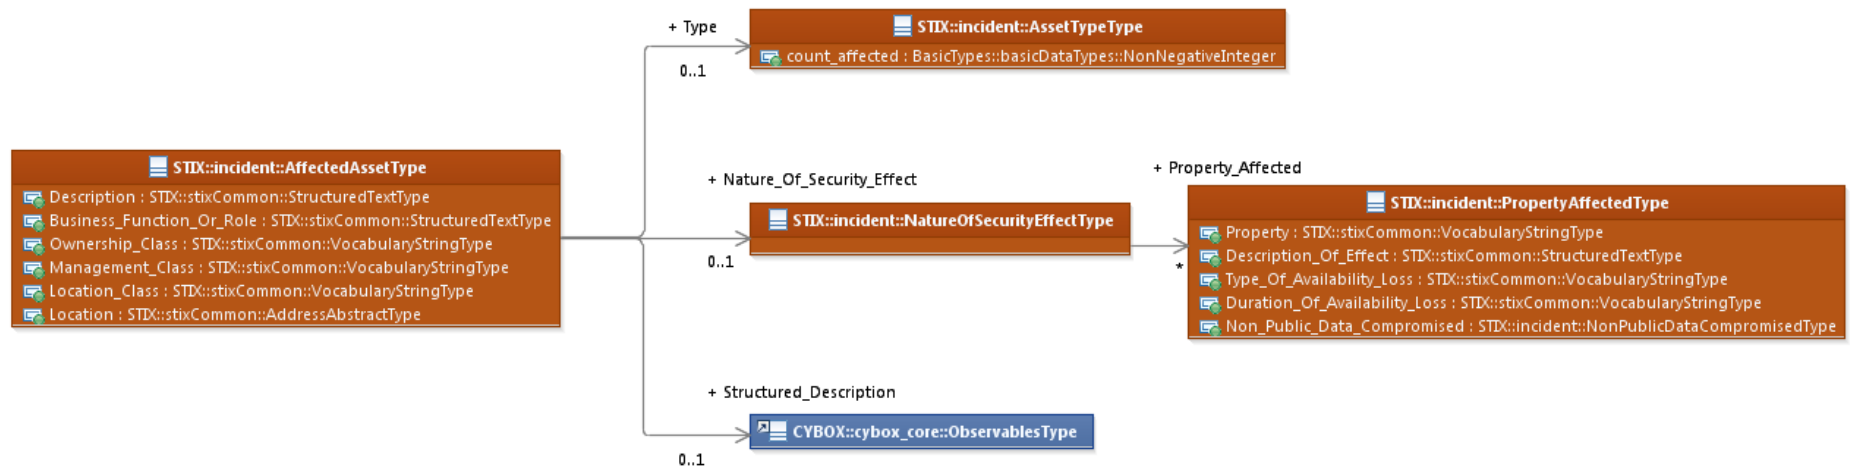 + Type
STIX::incident::AssetTypeType
count_affected : BasicTypes::basicDataTypes::NonNegativeInteger
0..1
STIX::incident::AffectedAssetType
Description : STIX::stixCommon::StructuredTextType
Business_Function_Or_Role : STIX::stixCommon::StructuredTextType
Ownership_Class : STIX::stixCommon::VocabularyStringType
Management_Class : STIX::stixCommon::VocabularyStringType
Location_Class : STIX::stixCommon::VocabularyStringType
Location : STIX::stixCommon::AddressAbstractType
+ Nature_Of_Security_Effect
STIX::incident::NatureOfSecurityEffectType
0..1
+ Property_Affected
*
STIX::incident::PropertyAffectedType
Property : STIX::stixCommon::VocabularyStringType
Description_Of_Effect : STIX::stixCommon::StructuredTextType
Type_Of_Availability_Loss : STIX::stixCommon::VocabularyStringType
Duration_Of_Availability_Loss : STIX::stixCommon::VocabularyStringType
Non_Public_Data_Compromised : STIX::incident::NonPublicDataCompromisedType
+ Structured_Description
CYBOX::cybox_core::ObservablesType
0..1